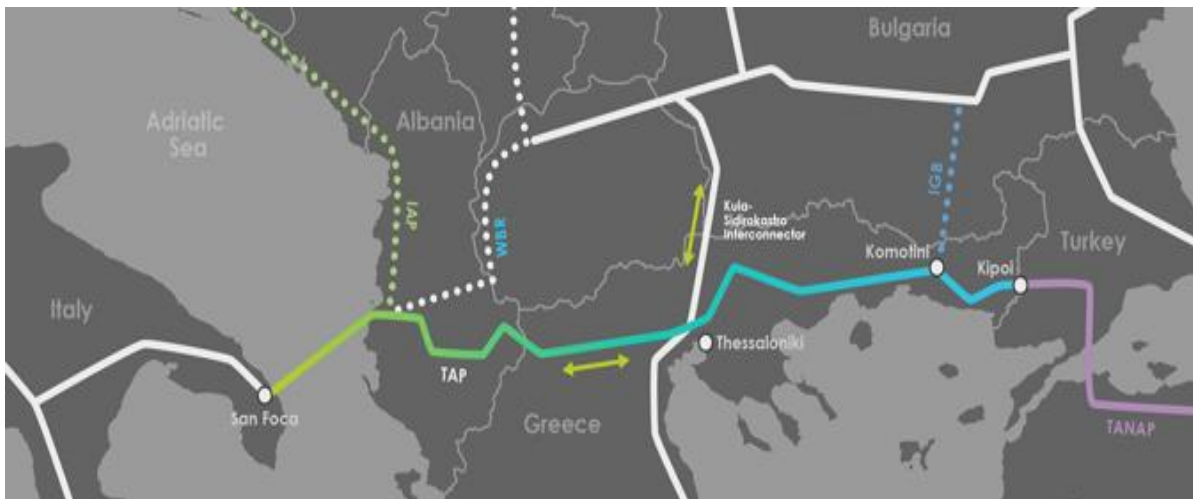 Bulgaria
Adriatic
Sea
Albania
IAP
WBR
Kula-
Sidirokastro
Interconnector
IGB
Komotini
Kipoi
Turkey
Italy
Thessaloniki
TAP
San Foca
Greece
TANAP